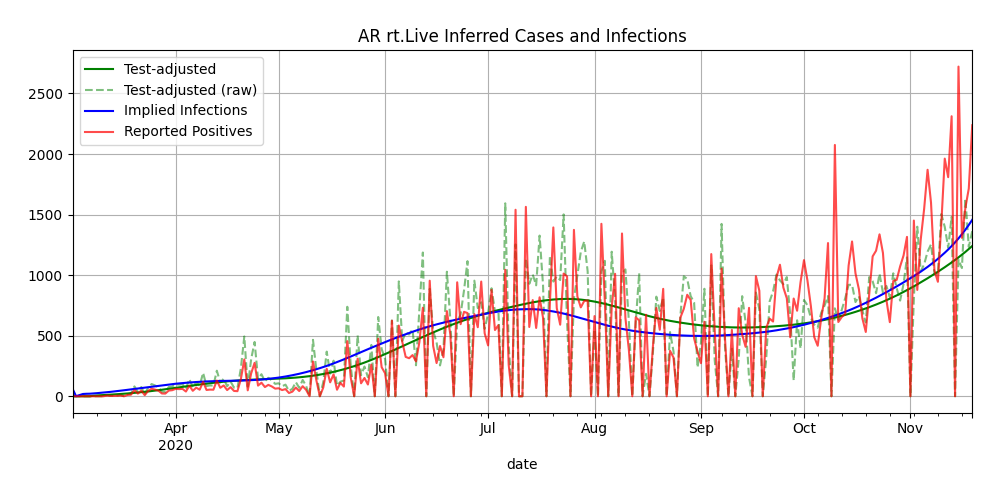 AR rt.Live Inferred Cases and Infections
Test-adjusted
Test-adjusted (raw)
Implied Infections
Reported Positives
2500
2000
1500
1000
500
0
Apr May Jun Jul Aug Sep Oct Nov
2020
date